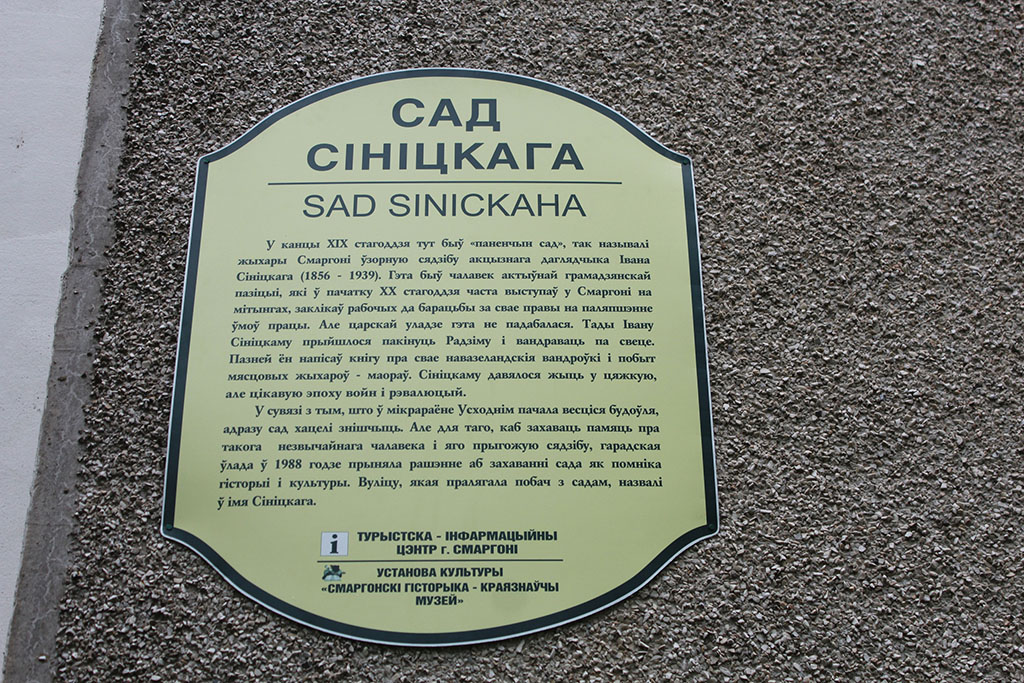 САД
СІНІЦКАГА
SAD SINICKAHA
У канцы XIX стагоддзя тут быў «паненчын сад», так называлі
жыхары Смаргоні ўзорную сядзібу акцызнага даглядчыка Івана
Сініцкага (1856 - 1939). Гэта быў чалавек актыўнай грамадзянскай
пазіцыі, які ў пачатку XX стагоддзя часта выступаў у Смаргоні на
мітынгах, заклікаў рабочых да барацьбы за свае правы на паляпшэнне
ўмоў працы. Але царскай уладзе гэта не падабалася. Тады Івану
Сініцкаму прыйшлося пакінуць Радзіму і вандраваць па свеце.
Пазней ён напісаў кнігу пра свае навазеландскія вандроўкі і побыт
мясцовых жыхароў - маораў. Сініцкаму давялося жыць у цяжкую,
але цікавую эпоху войн і рэвалюцый.
У сувязі з тым, што ў мікрараёне Усходнім пачала весціся будоўля,
адразу сад хацелі знішчыць. Але для таго, каб захаваць памяць пра
такога незвычайнага чалавека і яго прыгожую сядзібу, гарадская
ўлада ў 1988 годзе прыняла рашэнне аб захаванні сада як помніка
гісторыі і культуры. Вуліцу, якая пралягала побач з садам, назвалі
ў імя Сініцкага.
i ТУРЫСТСКА - ІНФАРМАЦЫЙНЫ
ЦЭНТР г. СМАРГОНІ
УСТАНОВА КУЛЬТУРЫ
«СМАРГОНСКІ ГІСТОРЫКА - КРАЯЗНАЎЧЫ
МУЗЕЙ»